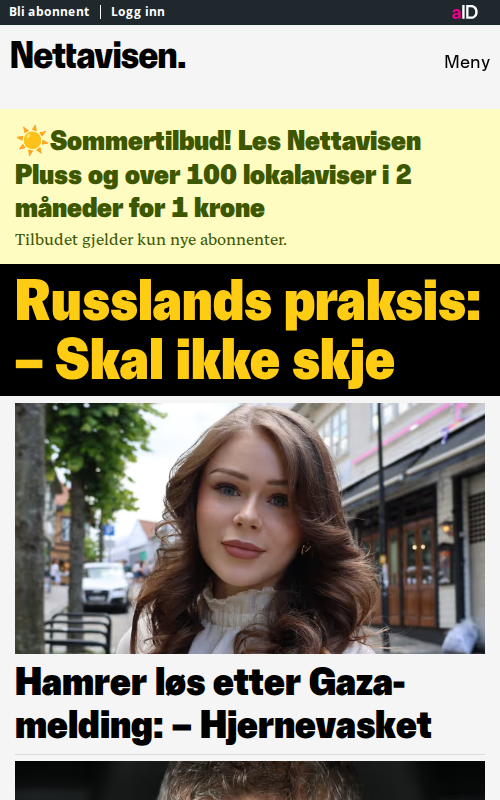 Bli abonnent | Logg inn
aID
Nettavisen.
Meny
☀️Sommertilbud! Les Nettavisen
Pluss og over 100 lokalaviser i 2
måneder for 1 krone
Tilbudet gjelder kun nye abonnenter.
Russlands praksis:
– Skal ikke skje
Hamrer løs etter Gaza-
melding: – Hjernevasket